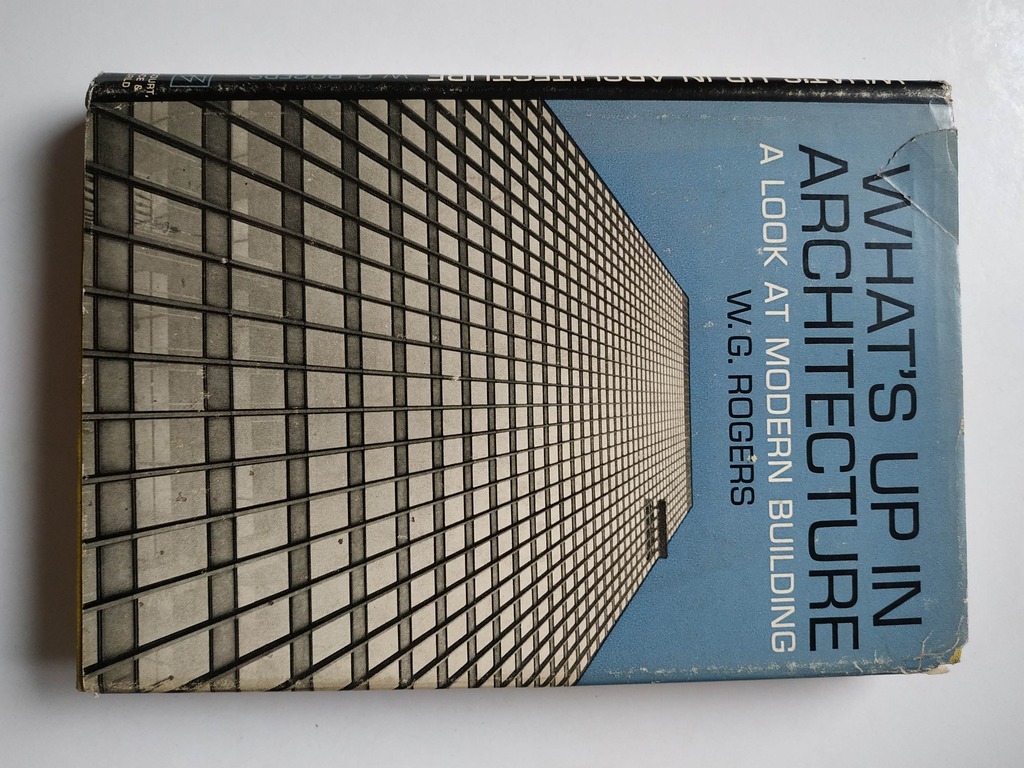 WHAT'S UP IN
ARCHITECTURE
A LOOK AT MODERN BUILDING
W.G. ROGERS
WHAT'S UP IN ARCHITECTURE
W. G. ROGERS